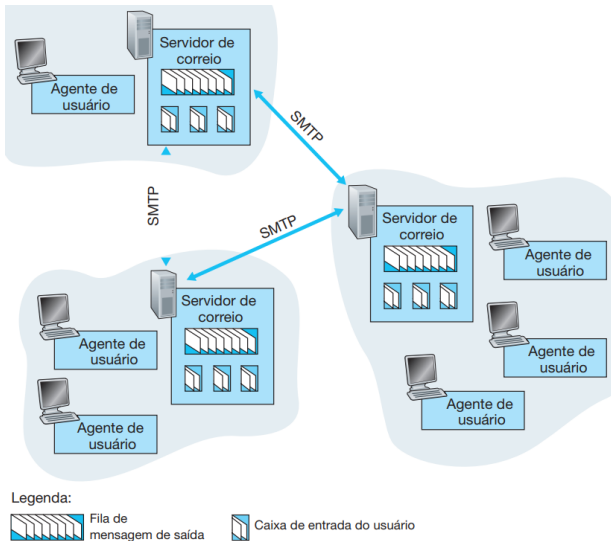 Servidor de
correio
Agente de
usuário
SMTP
SMTP
SMTP
Servidor de
correio
Agente de
usuário
Agente de
usuário
Agente de
usuário
Servidor de
correio
Agente de
usuário
Agente de
usuário
Legenda:
Fila de
mensagem de saída
Caixa de entrada do usuário